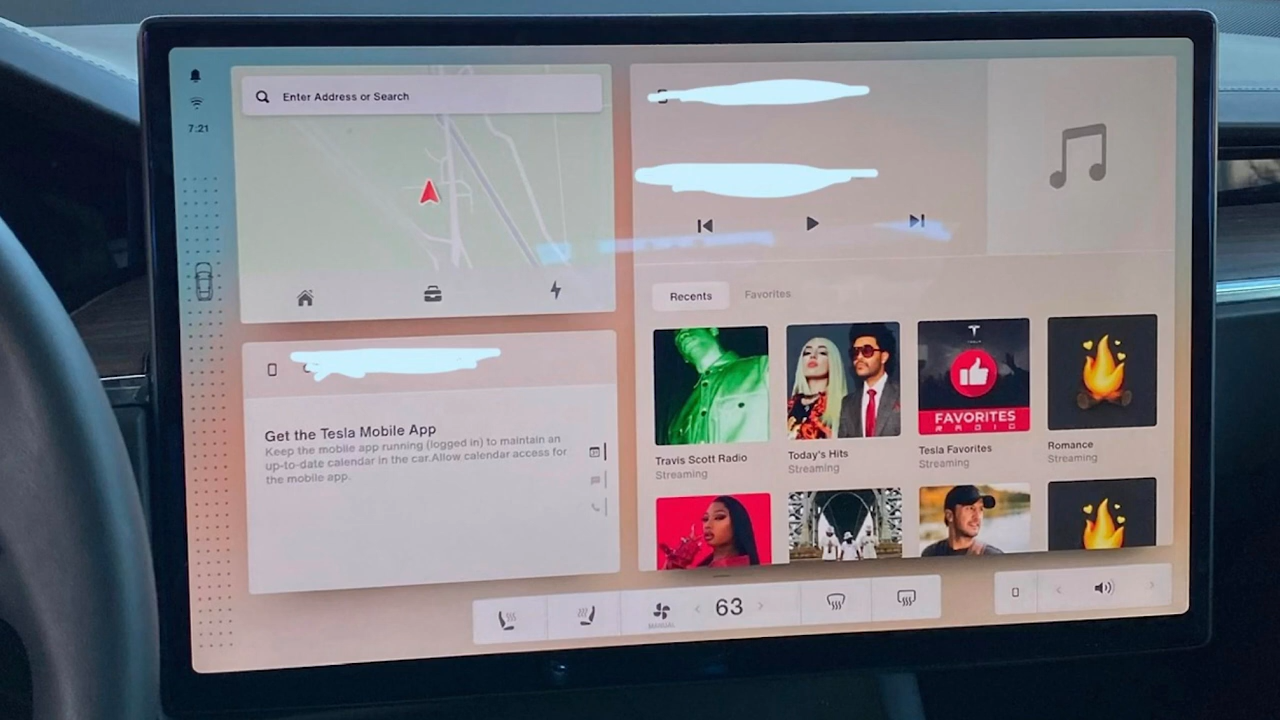 7:21
Enter Address or Search
Get the Tesla Mobile App
Keep the mobile app running (logged in) to maintain an
up-to-date calendar in the car.Allow calendar access for
the mobile app.
Recents
Favorites
TESLA
FAVORITES
RADIO
Travis Scott Radio
Streaming
Today's Hits
Streaming
Tesla Favorites
Streaming
Romance
Streaming
MANUAL
63